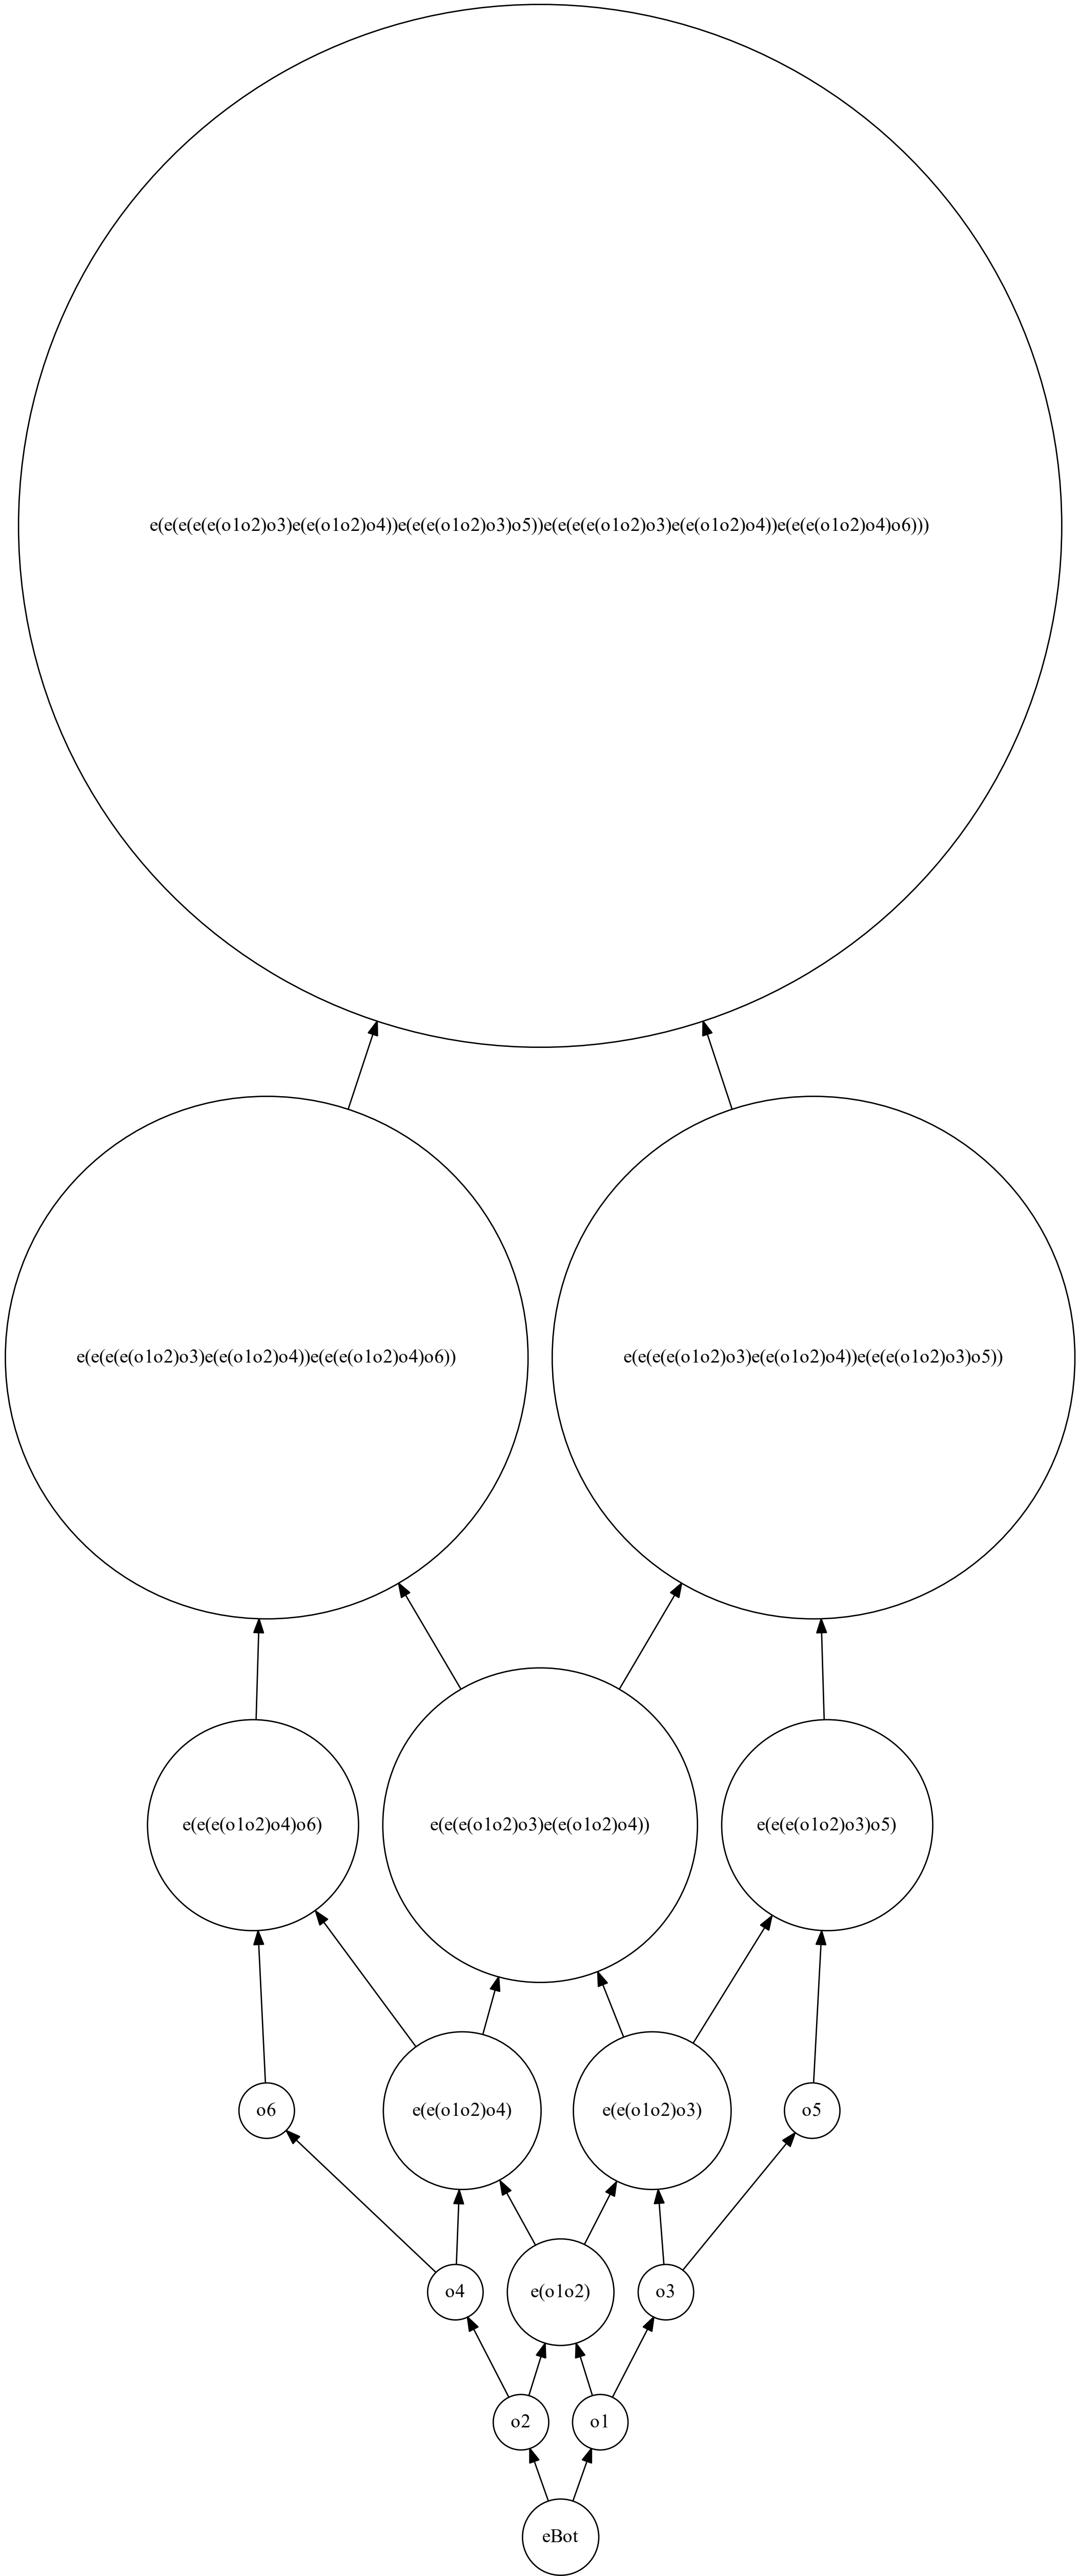 e(e(e(e(e(o1o2)o3)e(e(o1o2)o4))e(e(e(o1o2)o3)o5))e(e(e(e(o1o2)o3)e(e(o1o2)o4))e(e(e(o1o2)o4)o6)))
e(e(e(e(o1o2)o3)e(e(o1o2)o4))e(e(e(o1o2)o4)o6))
e(e(e(e(o1o2)o3)e(e(o1o2)o4))e(e(e(o1o2)o3)o5))
e(e(e(o1o2)o4)o6)
e(e(e(o1o2)o3)e(e(o1o2)o4))
e(e(e(o1o2)o3)o5)
o6
e(e(o1o2)o4)
e(e(o1o2)o3)
o5
o4
e(o1o2)
o3
o2
o1
eBot